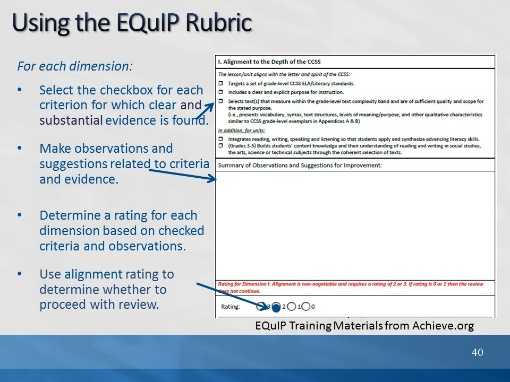 Using the EQuIP Rubric
For each dimension:
• Select the checkbox for each
criterion for which clear and
substantial evidence is found.
• Make observations and
suggestions related to criteria
and evidence.
• Determine a rating for each
dimension based on checked
criteria and observations.
• Use alignment rating to
determine whether to
proceed with review.
I. Alignment to the Depth of the CCSS
The lesson/unit aligns with the letter and spirit of the CCSS:
Targets a set of grade-level CCSS ELA/Literacy standards.
Includes a clear and explicit purpose for instruction.
Selects text(s) that measure within the grade-level text complexity band and are of sufficient quality and scope for
the stated purpose.
(i.e., presents vocabulary, syntax, text structures, levels of meaning/purpose, and other qualitative characteristics
similar to CCSS grade-level exemplars in Appendices A & B)
In addition, for units:
Integrates reading, writing, speaking and listening so that students apply and synthesize advancing literacy skills.
(Grades 3-5) Builds students' content knowledge and their understanding of reading and writing in social studies,
the arts, science or technical subjects through the coherent selection of texts.
Summary of Observations and Suggestions for Improvement:
Rating for Dimension I: Alignment is non-negotiable and requires a rating of 2 or 3. If rating is 0 or 1 then the review
does not continue.
Rating: 3 2 1 0
EQuIP Training Materials from Achieve.org
40